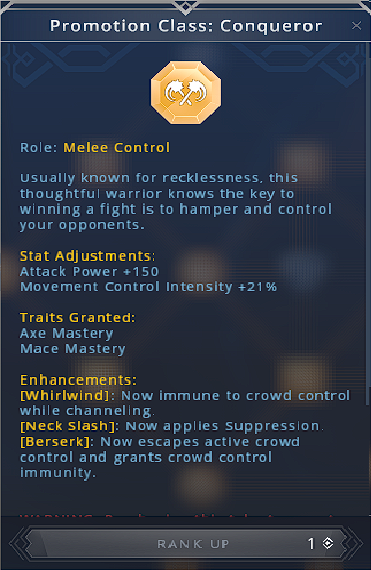 Promotion Class: Conqueror
Role: Melee Control
Usually known for recklessness, this
thoughtful warrior knows the key to
winning a fight is to hamper and control
your opponents.
Stat Adjustments:
Attack Power +150
Movement Control Intensity +21%
Traits Granted:
Axe Mastery
Mace Mastery
Enhancements:
[Whirlwind]: Now immune to crowd control
while channeling.
[Neck Slash]: Now applies Suppression.
[Berserk]: Now escapes active crowd
control and grants crowd control
immunity.
RANK UP 1